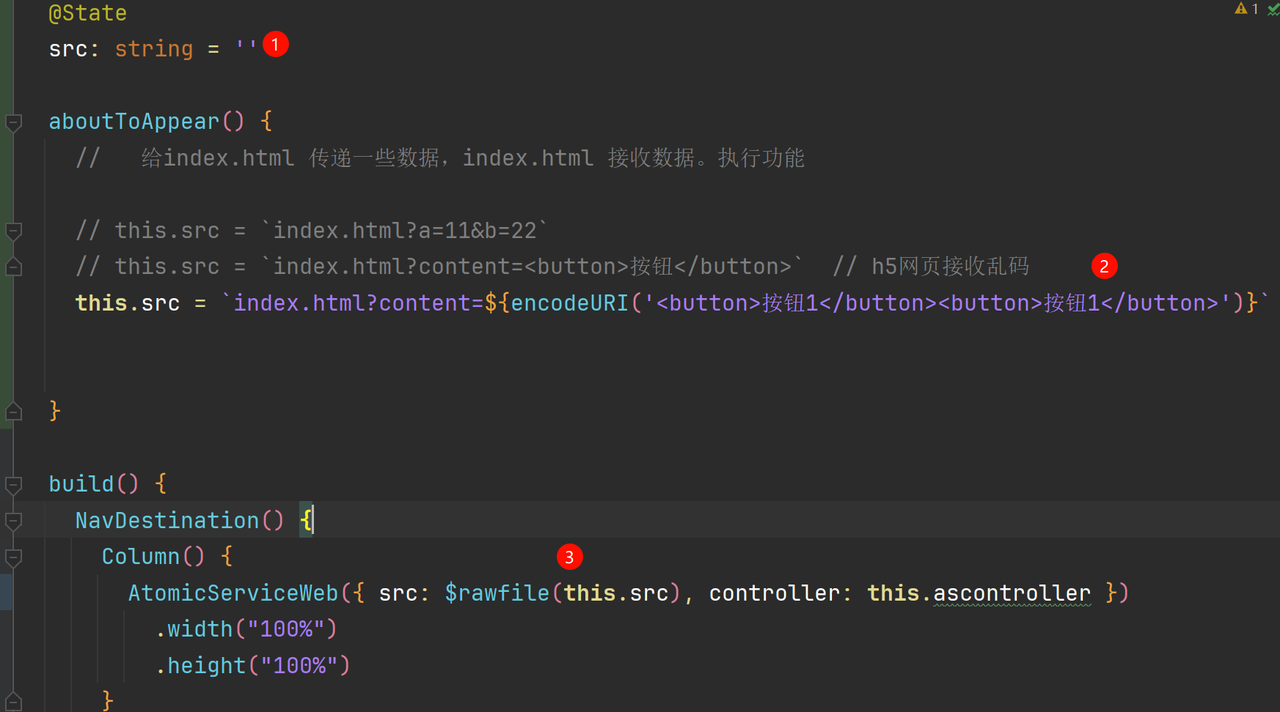 @State
1
src: string = '' 1
aboutToAppear() {
//   给index.html 传递一些数据，index.html 接收数据。执行功能
// this.src = `index.html?a=11&b=22`
// this.src = `index.html?content=<button>按钮</button>`  // h5网页接收乱码 2
this.src = `index.html?content=${encodeURI('<button>按钮1</button><button>按钮1</button>')}`
}
build() {
NavDestination() {
Column() { 3
AtomicServiceWeb({ src: $rawfile(this.src), controller: this.ascontroller })
.width("100%")
.height("100%")
}